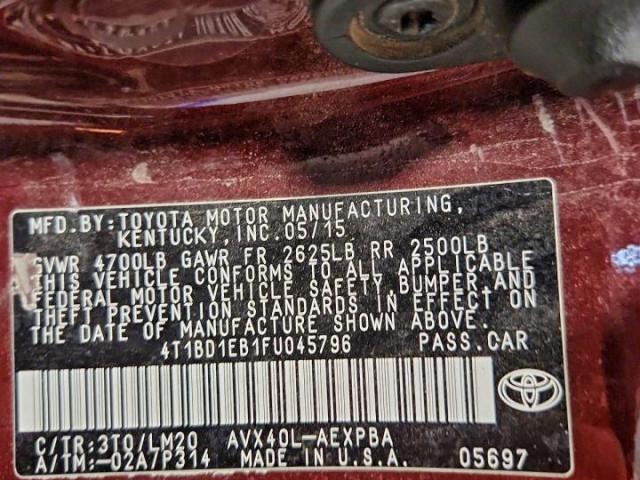 MFD.BY:TOYOTA MOTOR MANUFACTURING,
KENTUCKY,INC.05/15
GVWR 4700LB GAWR FR 2625LB RR 2500LB
THIS VEHICLE CONFORMS TO ALL APPLICABLE
FEDERAL MOTOR VEHICLE SAFETY,BUMPER,AND
THEFT PREVENTION STANDARDS IN EFFECT ON
THE DATE OF MANUFACTURE SHOWN ABOVE.
4T1BD1EB1FU045796 PASS.CAR
C/TR:3T0/LM20 AVX40L-AEXPBA
A/TM:-02A/P314 MADE IN U.S.A. 05697